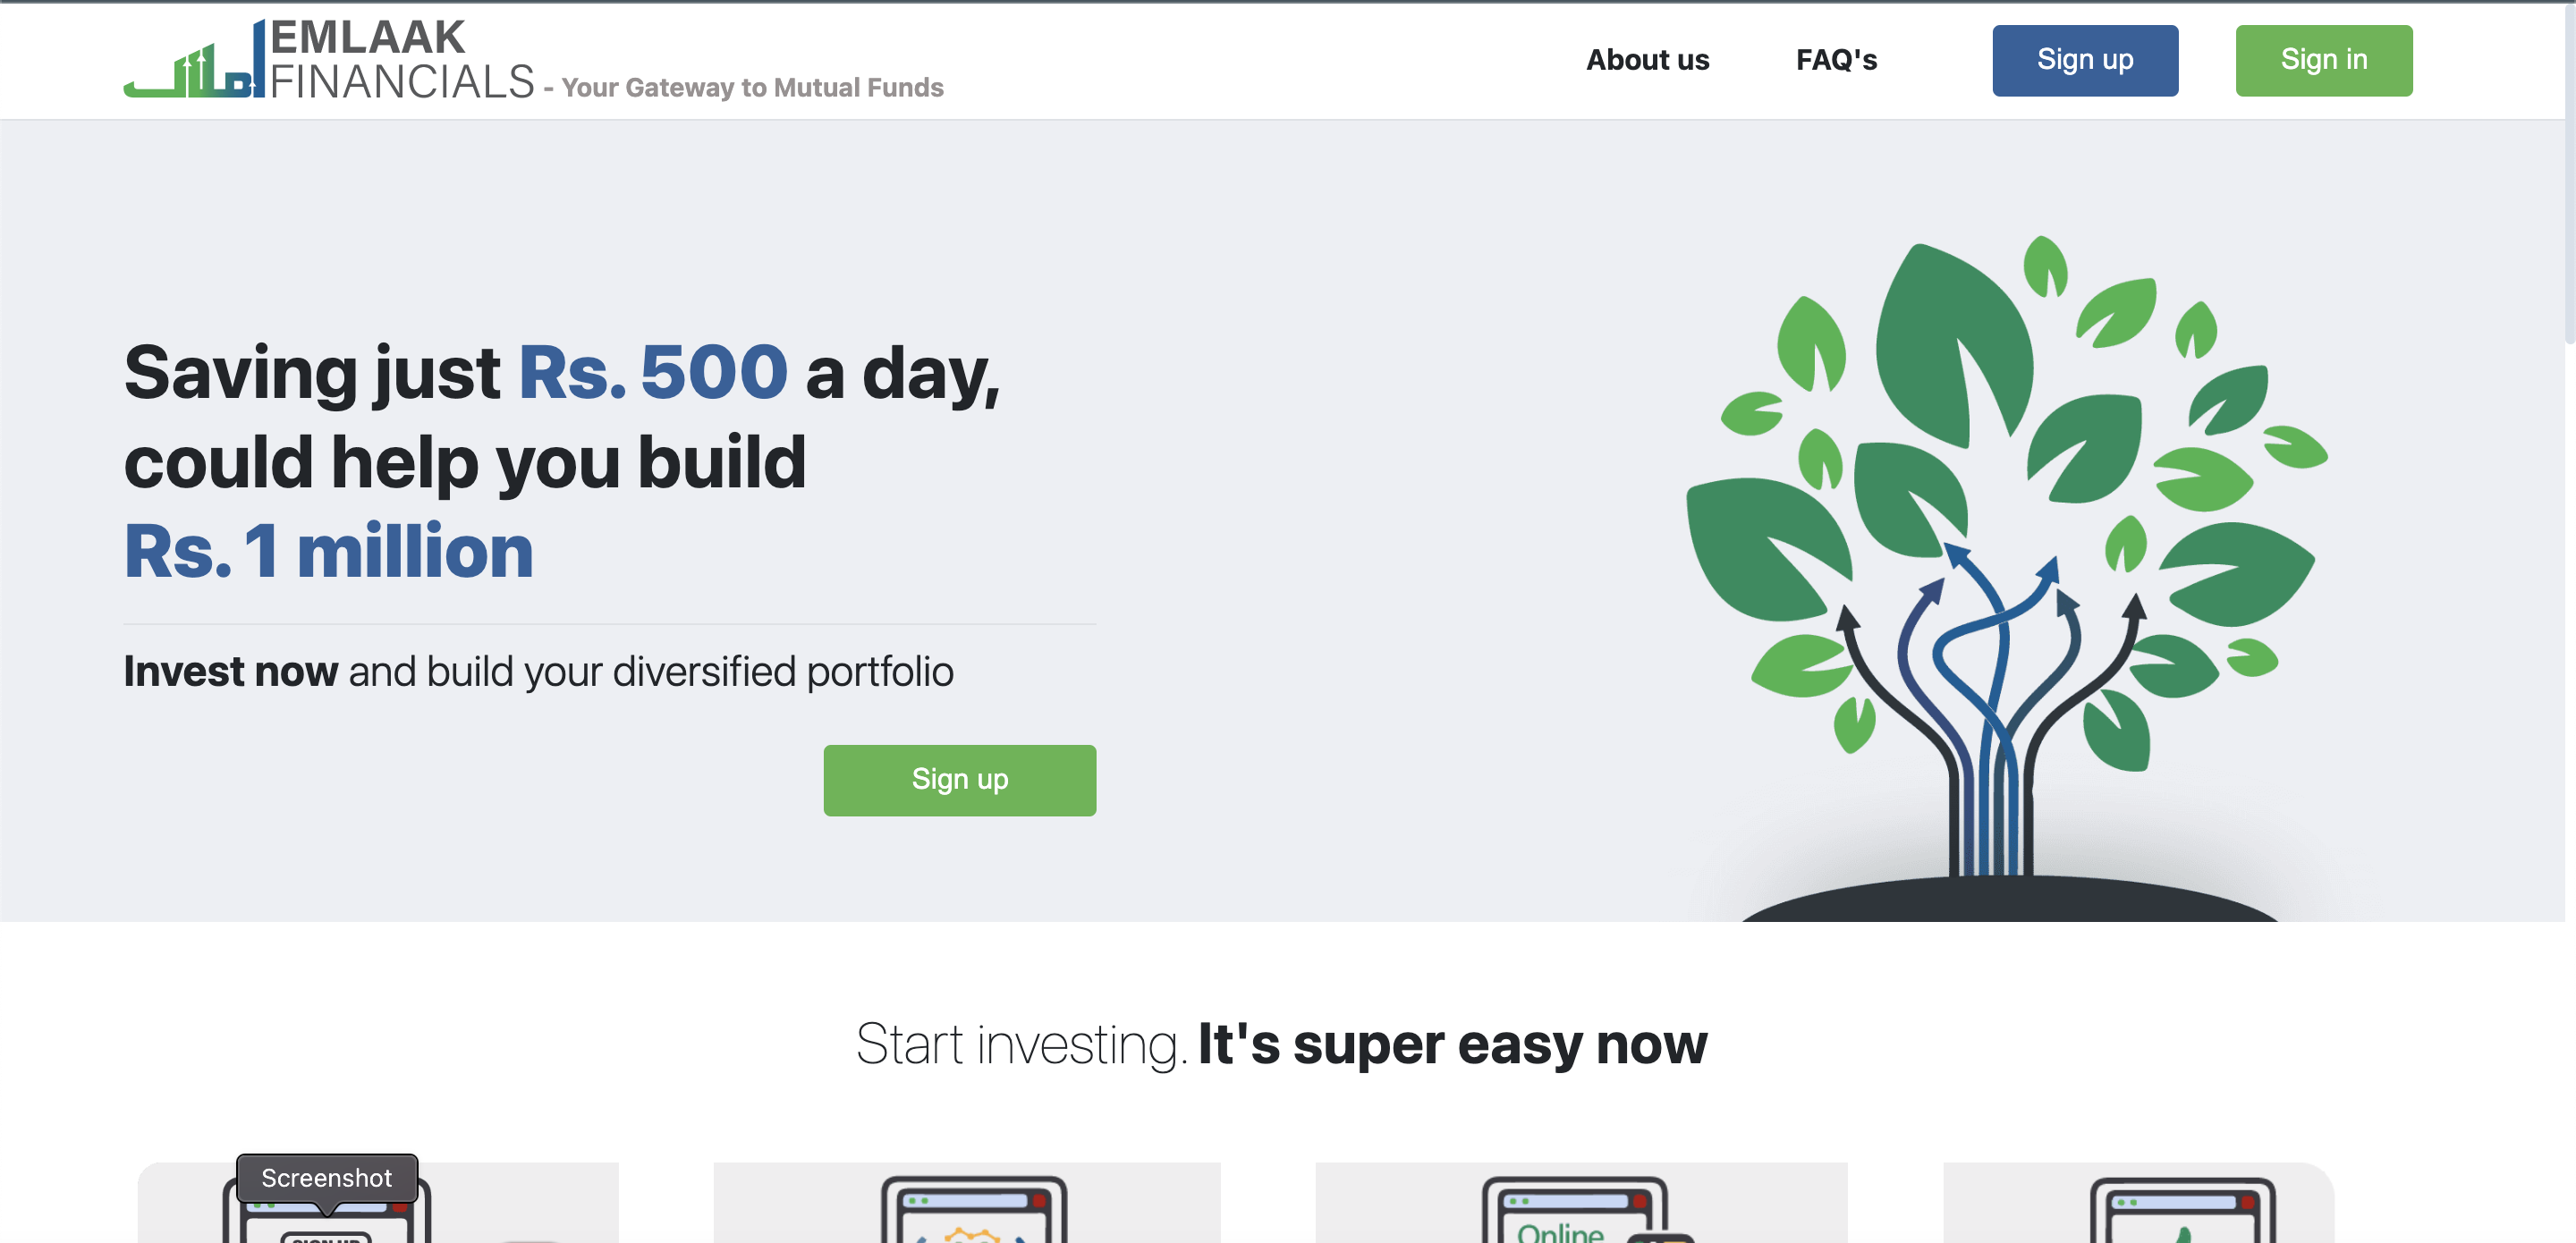 املاک
EMLAAK
FINANCIALS - Your Gateway to Mutual Funds
About us
FAQ's
Sign up
Sign in
Saving just Rs. 500 a day,
could help you build
Rs. 1 million
Invest now and build your diversified portfolio
Sign up
Start investing. It's super easy now
Screenshot
SIGN UP
Online